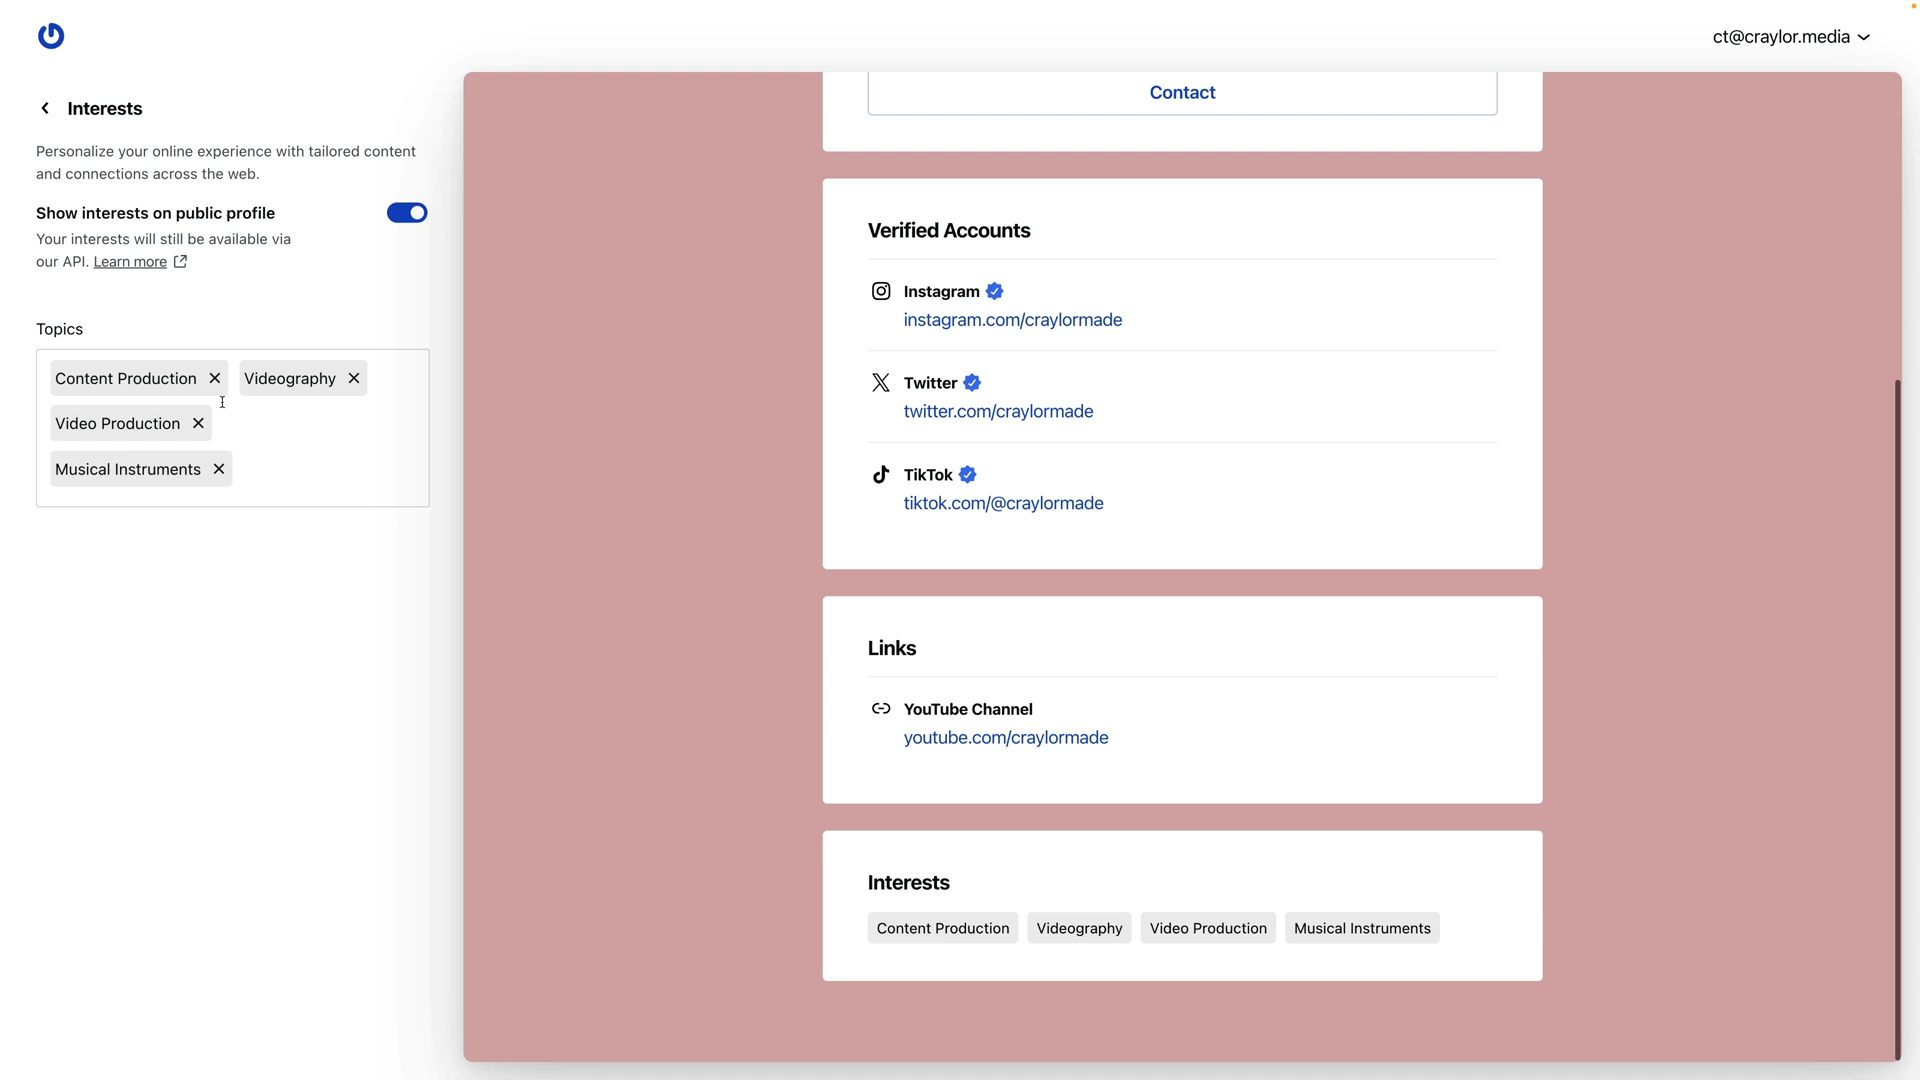 ct@craylor.media
Interests
Personalize your online experience with tailored content
and connections across the web.
Show interests on public profile
Your interests will still be available via
our API. Learn more
Topics
Content Production
Videography
Video Production
Musical Instruments
Contact
Verified Accounts
Instagram
instagram.com/craylormade
Twitter
twitter.com/craylormade
TikTok
tiktok.com/@craylormade
Links
YouTube Channel
youtube.com/craylormade
Interests
Content Production
Videography
Video Production
Musical Instruments